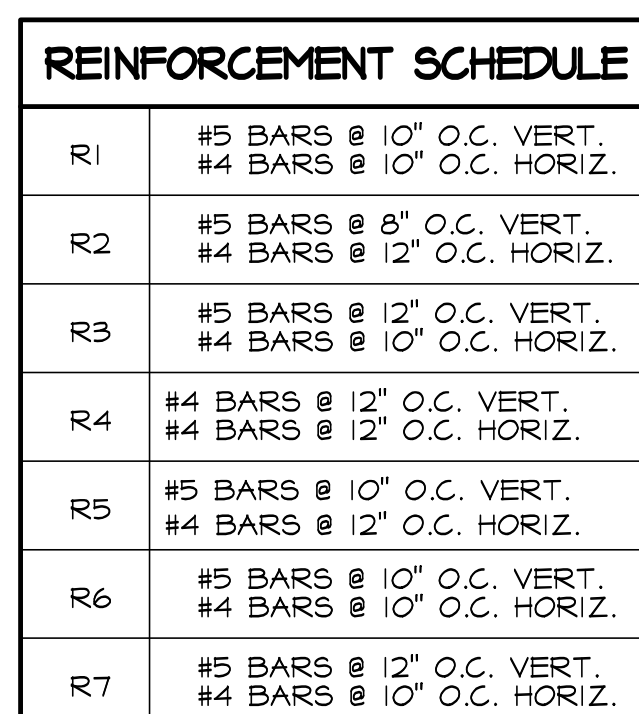 REINFORCEMENT SCHEDULE
R1
#5 BARS @ 10" O.C. VERT.
#4 BARS @ 10" O.C. HORIZ.
R2
#5 BARS @ 8" O.C. VERT.
#4 BARS @ 12" O.C. HORIZ.
R3
#5 BARS @ 12" O.C. VERT.
#4 BARS @ 10" O.C. HORIZ.
R4
#4 BARS @ 12" O.C. VERT.
#4 BARS @ 12" O.C. HORIZ.
R5
#5 BARS @ 10" O.C. VERT.
#4 BARS @ 12" O.C. HORIZ.
R6
#5 BARS @ 10" O.C. VERT.
#4 BARS @ 10" O.C. HORIZ.
R7
#5 BARS @ 12" O.C. VERT.
#4 BARS @ 10" O.C. HORIZ.